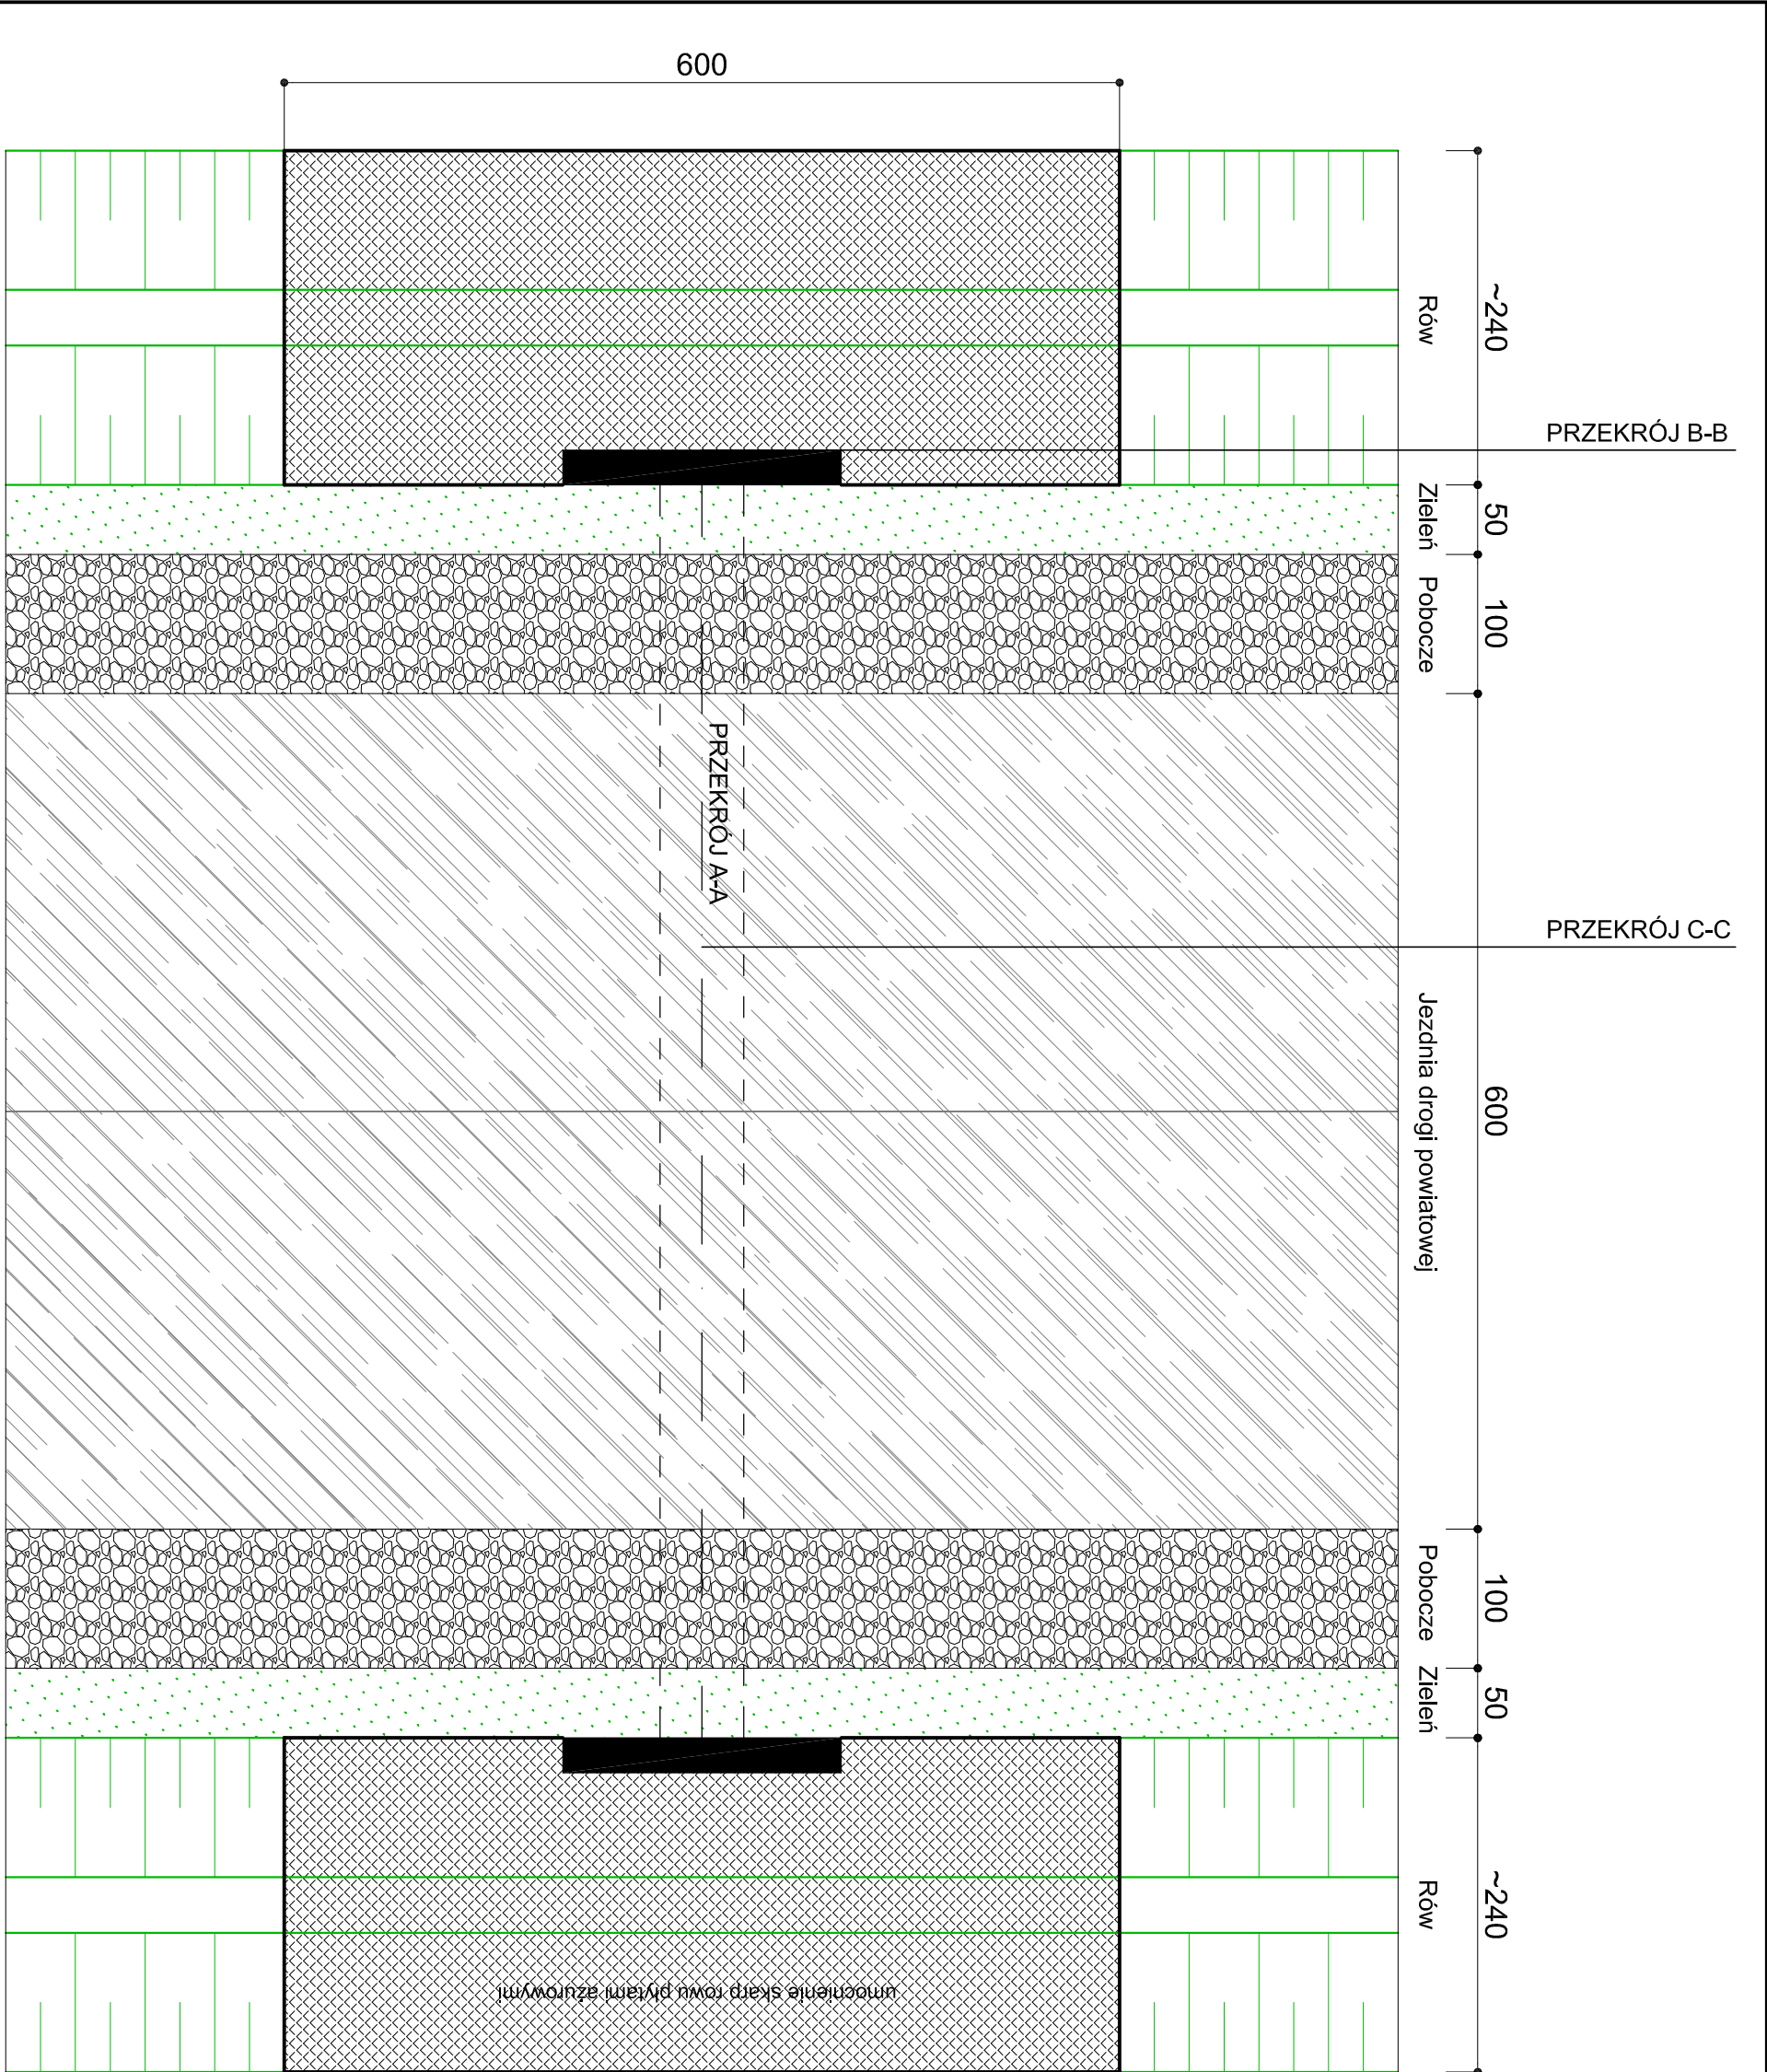 600
~240
Rów
PRZEKRÓJ B-B
50
Zieleń
100
Pobocze
PRZEKRÓJ A-A
PRZEKRÓJ C-C
600
Jezdnia drogi powiatowej
100
Pobocze
50
Zieleń
~240
Rów
umocnienie skarp rowu płytami ażurowymi